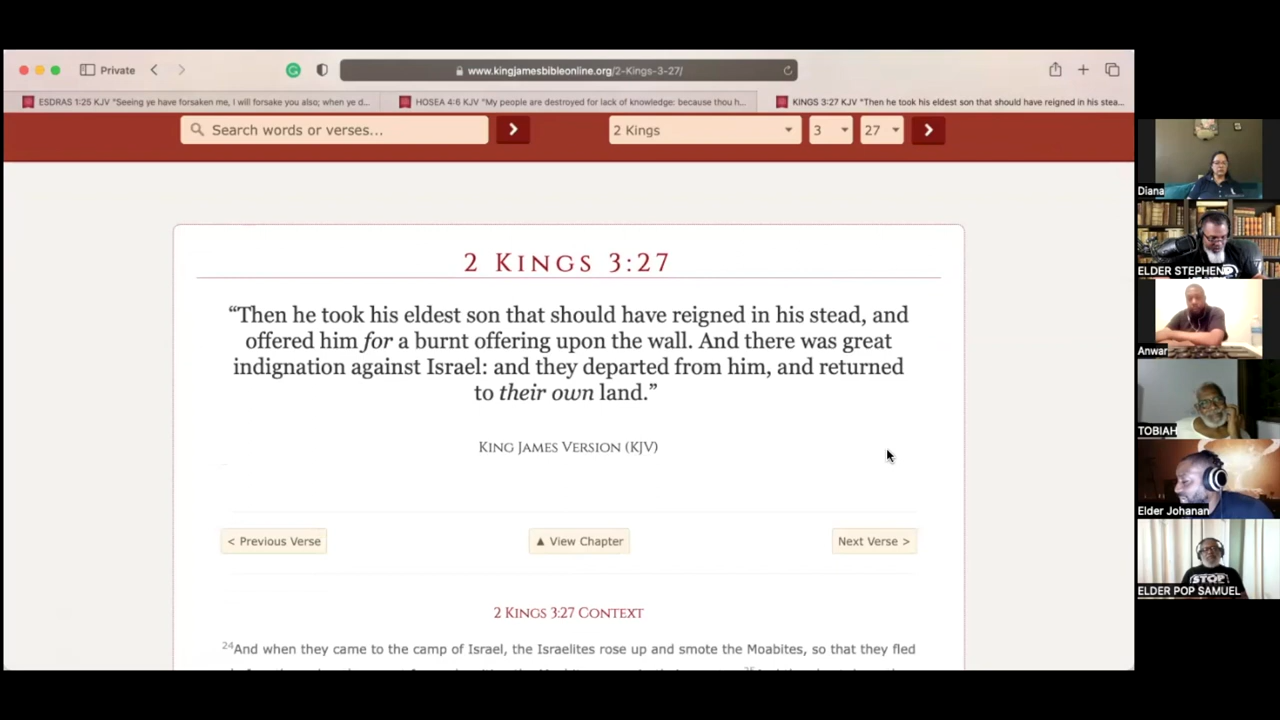 Private
www.kingjamesbibleonline.org/2-Kings-3-27/
ESDRAS 1:25 KJV "Seeing ye have forsaken me, I will forsake you also; when ye d...
HOSEA 4:6 KJV "My people are destroyed for lack of knowledge: because thou h...
KINGS 3:27 KJV "Then he took his eldest son that should have reigned in his stea...
Search words or verses...
2 Kings
3
27
2 KINGS 3:27
“Then he took his eldest son that should have reigned in his stead, and
offered him for a burnt offering upon the wall. And there was great
indignation against Israel: and they departed from him, and returned
to their own land.”
KING JAMES VERSION (KJV)
< Previous Verse
▲ View Chapter
Next Verse >
2 KINGS 3:27 CONTEXT
24And when they came to the camp of Israel, the Israelites rose up and smote the Moabites, so that they fled
Diana
ELDER STEPHEN
Anwar
TOBIAH
Elder Johanan
STOP
ELDER POP SAMUEL